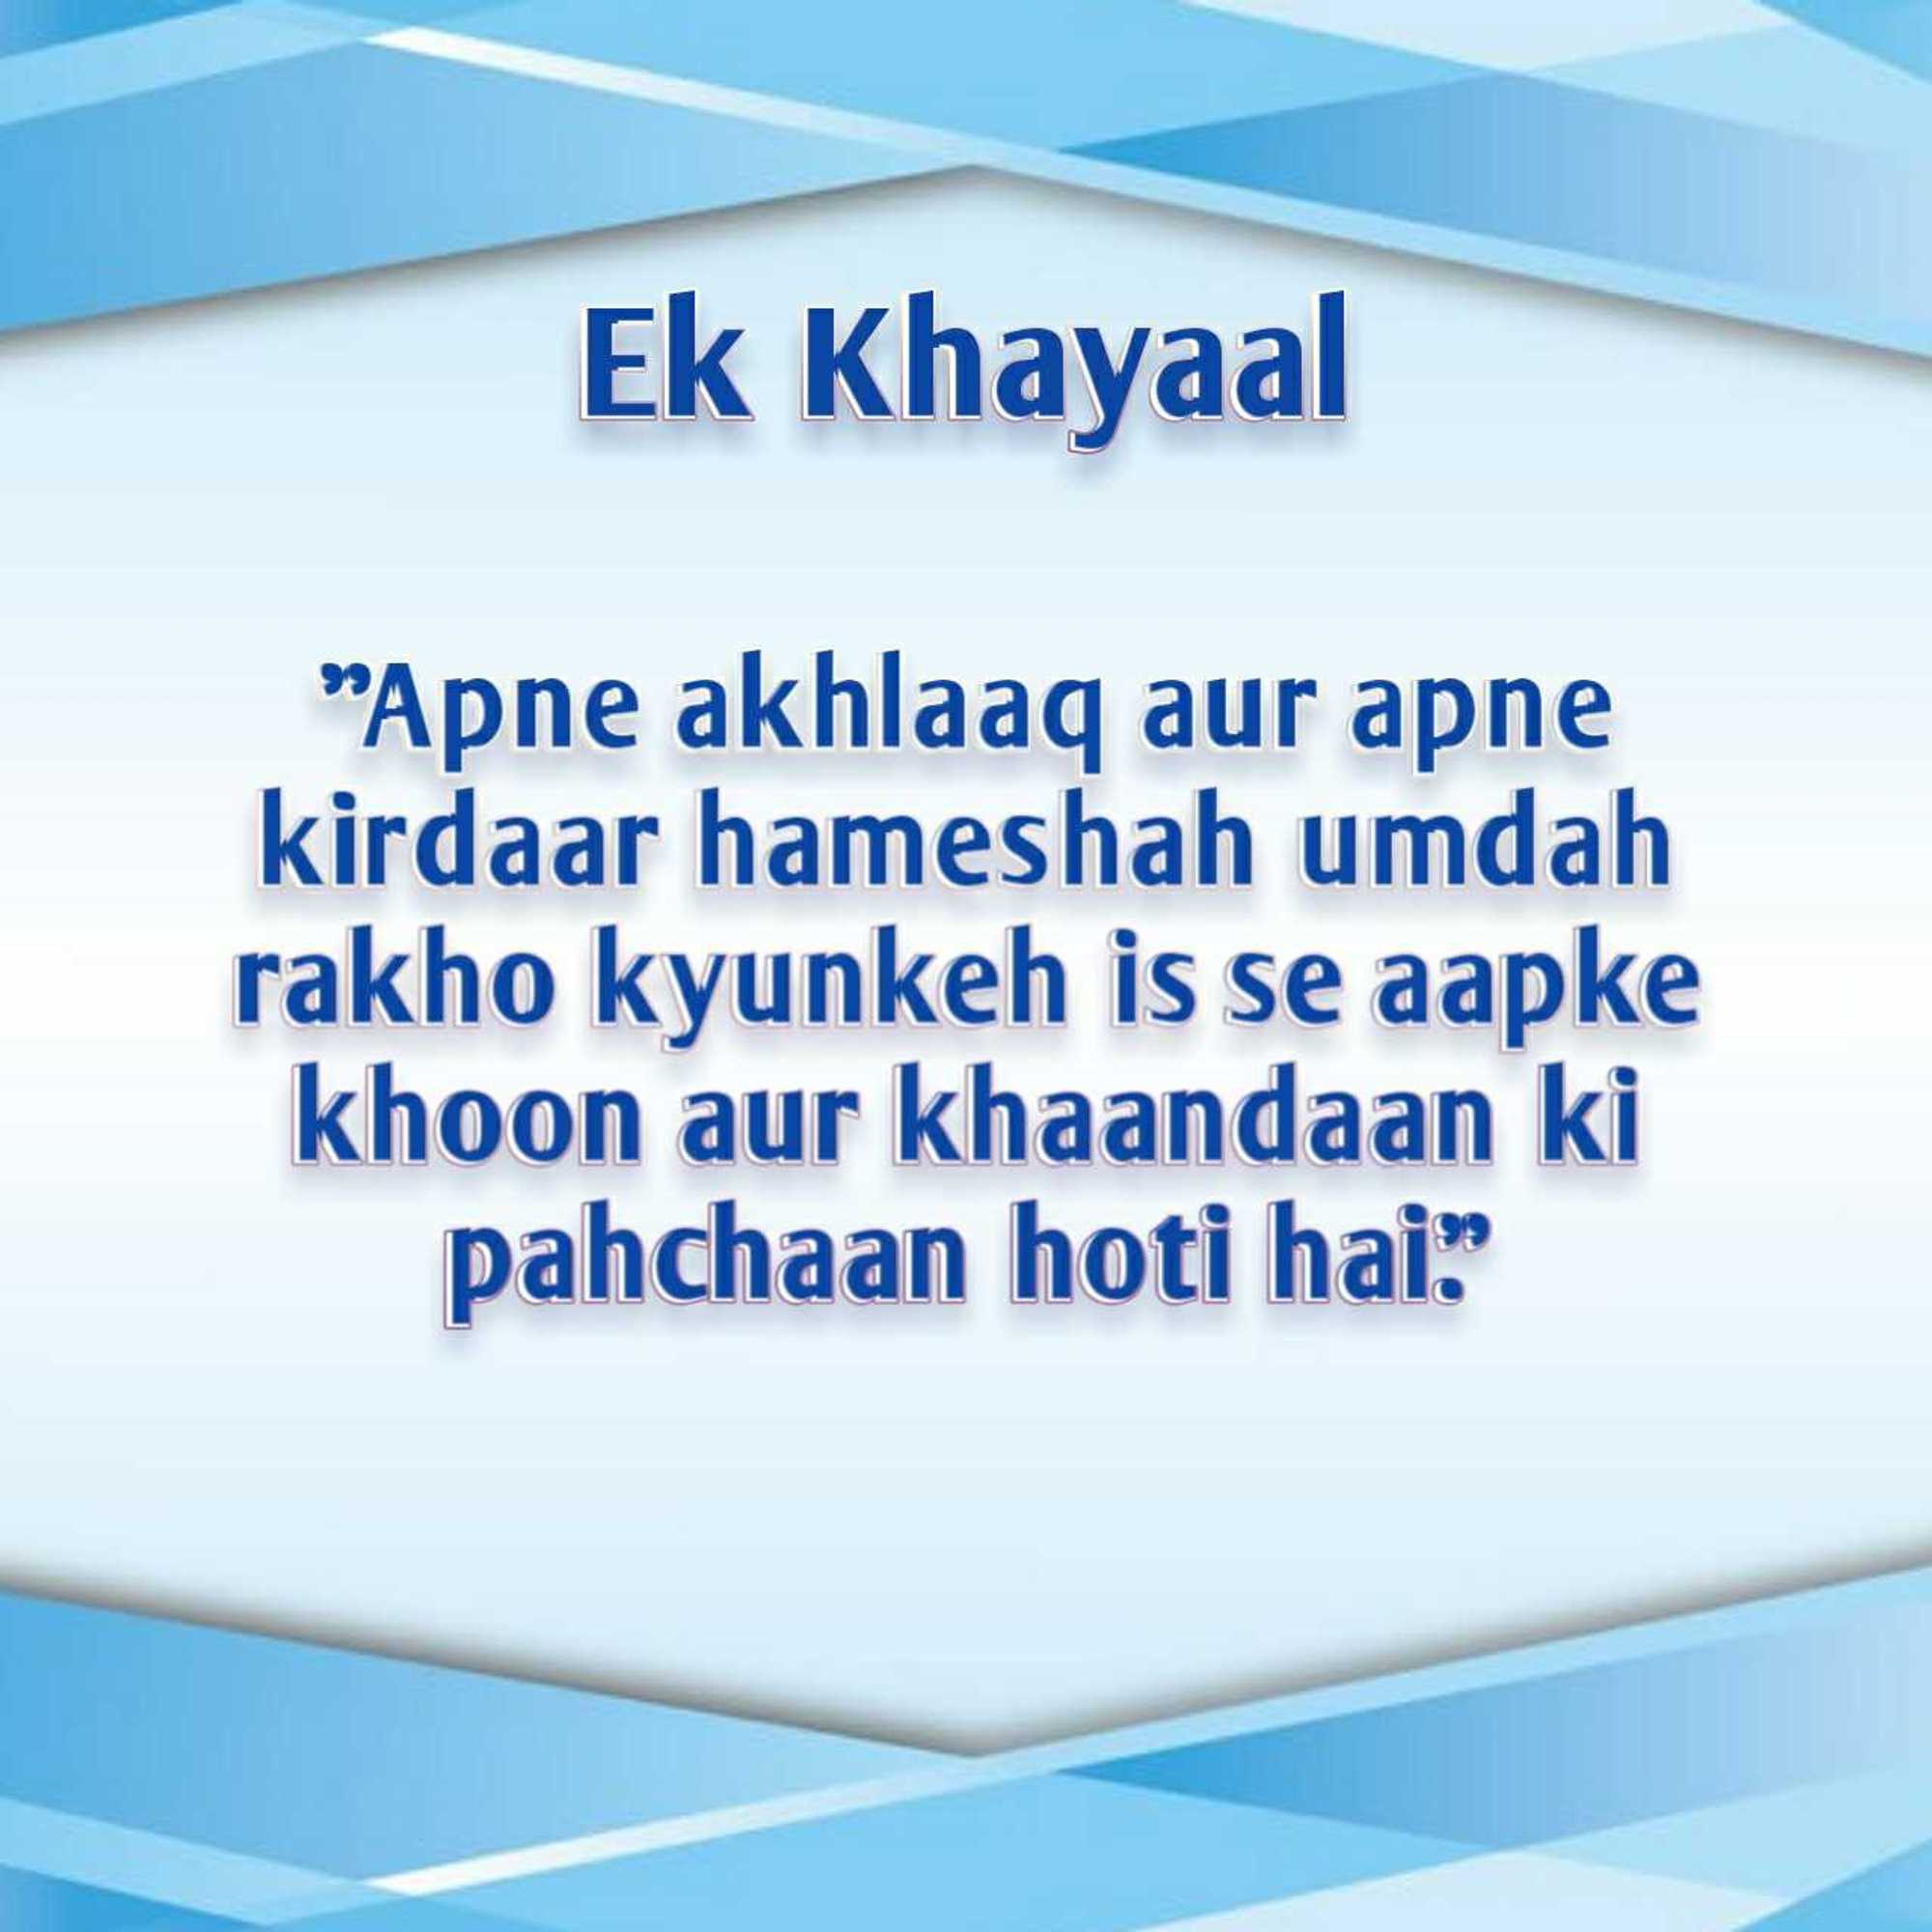 Ek Khayaal
”Apne akhlaaq aur apne
kirdaar hameshah umdah
rakho kyunkeh is se aapke
khoon aur khaandaan ki
pahchaan hoti hai.”